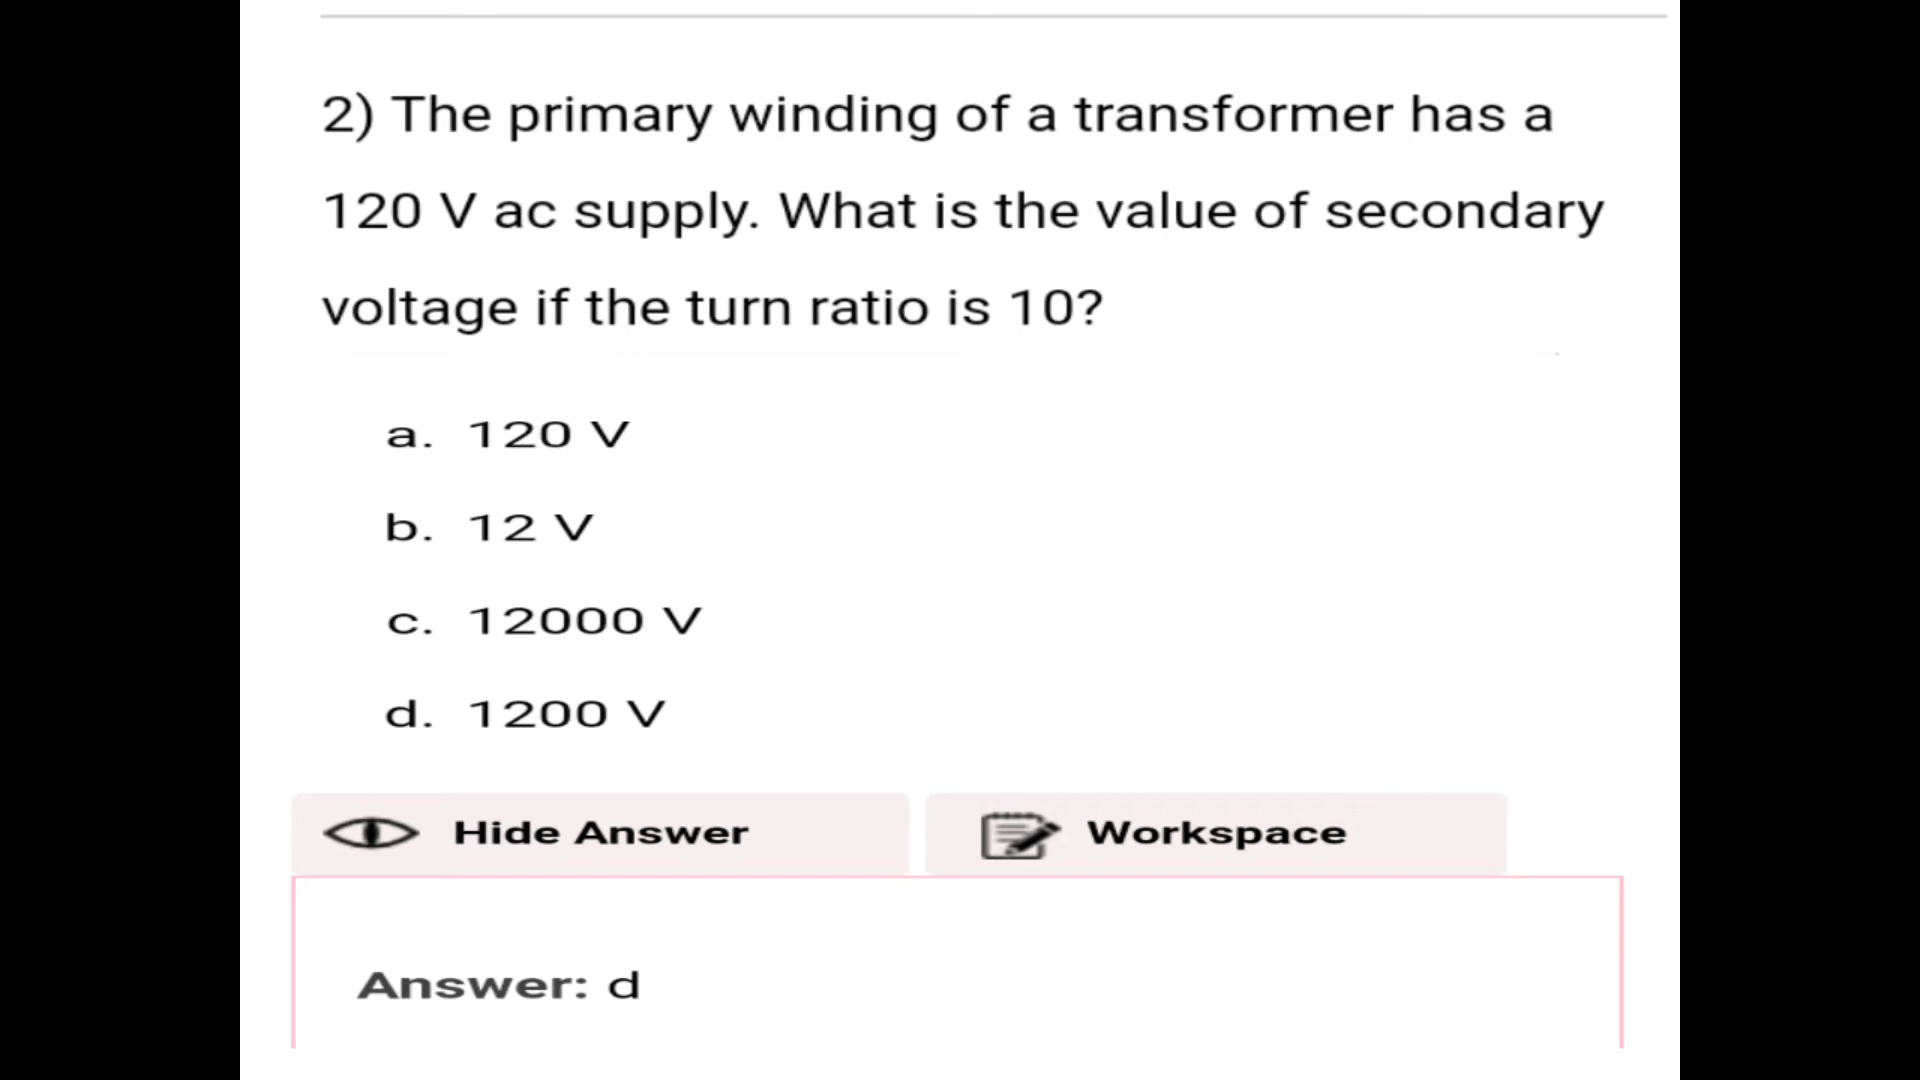 2) The primary winding of a transformer has a
120 V ac supply. What is the value of secondary
voltage if the turn ratio is 10?
a. 120 V
b. 12 V
c. 12000 V
d. 1200 V
Hide Answer Workspace
Answer: d